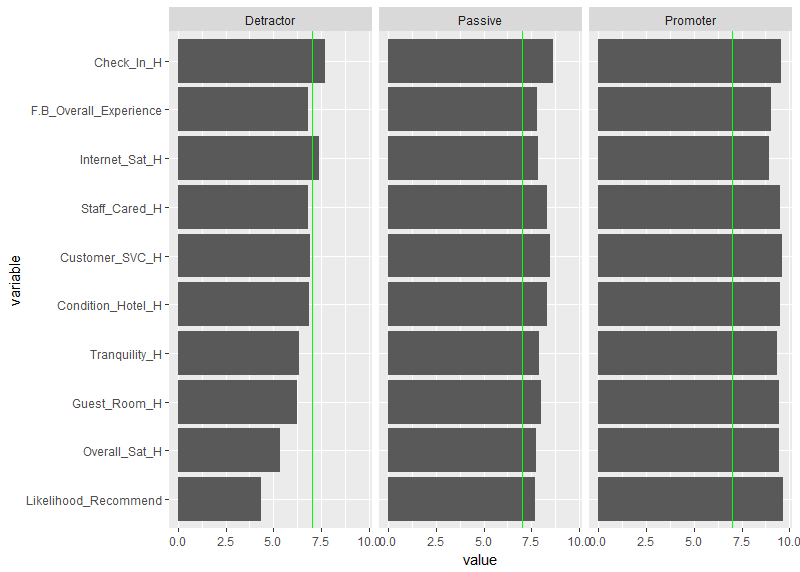 Detractor Passive Promoter
Check_In_H
F.B_Overall_Experience
Internet_Sat_H
Staff_Cared_H
Customer_SVC_H
Condition_Hotel_H
Tranquility_H
Guest_Room_H
Overall_Sat_H
Likelihood_Recommend
variable
0.0 2.5 5.0 7.5 10.0 0.0 2.5 5.0 7.5 10.0 0.0 2.5 5.0 7.5 10.0
value